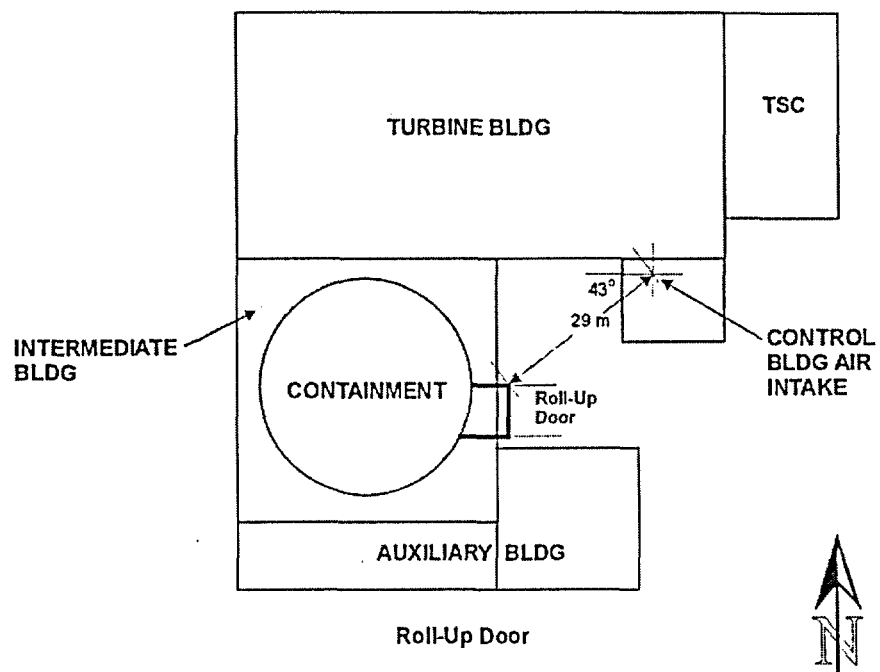 TURBINE BLDG
TSC
43°
29 m
INTERMEDIATE
BLDG
CONTAINMENT
Roll-Up
Door
CONTROL
BLDG AIR
INTAKE
AUXILIARY BLDG
Roll-Up Door
N